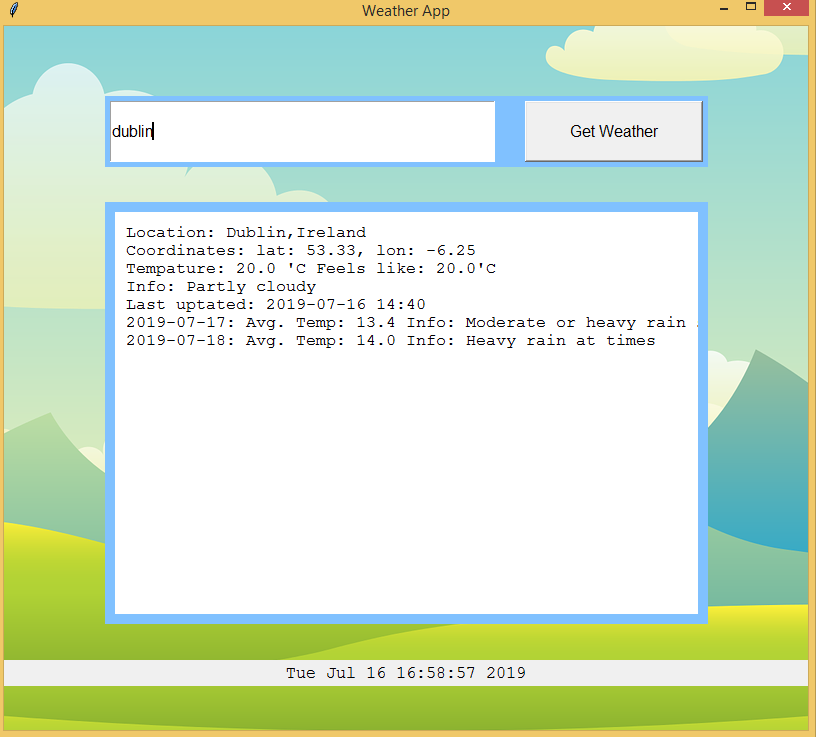 Weather App
dublin
Get Weather
Location: Dublin,Ireland
Coordinates: lat: 53.33, lon: -6.25
Tempature: 20.0 'C Feels like: 20.0'C
Info: Partly cloudy
Last uptated: 2019-07-16 14:40
2019-07-17: Avg. Temp: 13.4 Info: Moderate or heavy rain
2019-07-18: Avg. Temp: 14.0 Info: Heavy rain at times
Tue Jul 16 16:58:57 2019